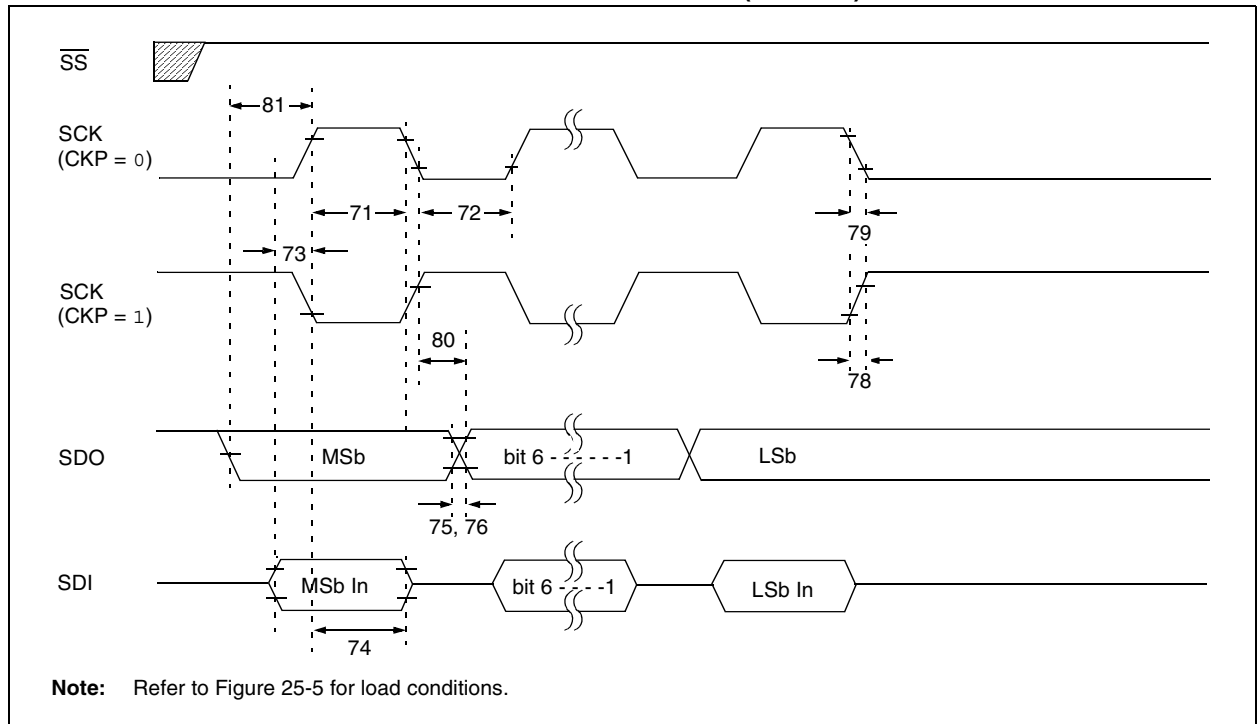 SS
81
SCK
(CKP = 0)
71
72
79
73
SCK
(CKP = 1)
80
78
SDO
MSb
bit 6 - - - - - - -1
LSb
75, 76
SDI
MSb In
bit 6 - - - - -1
LSb In
74
Note: Refer to Figure 25-5 for load conditions.